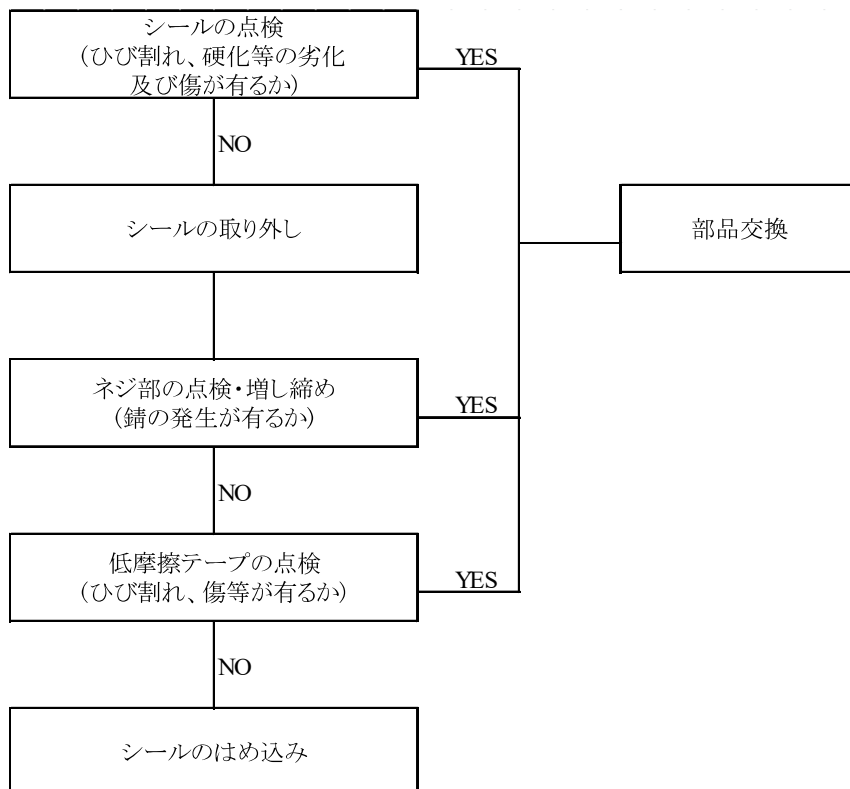 シールの点検
（ひび割れ、硬化等の劣化
及び傷が有るか）
YES
NO
シールの取り外し
部品交換
ネジ部の点検・増し締め
（錆の発生が有るか）
YES
NO
低摩擦テープの点検
（ひび割れ、傷等が有るか）
YES
NO
シールのはめ込み